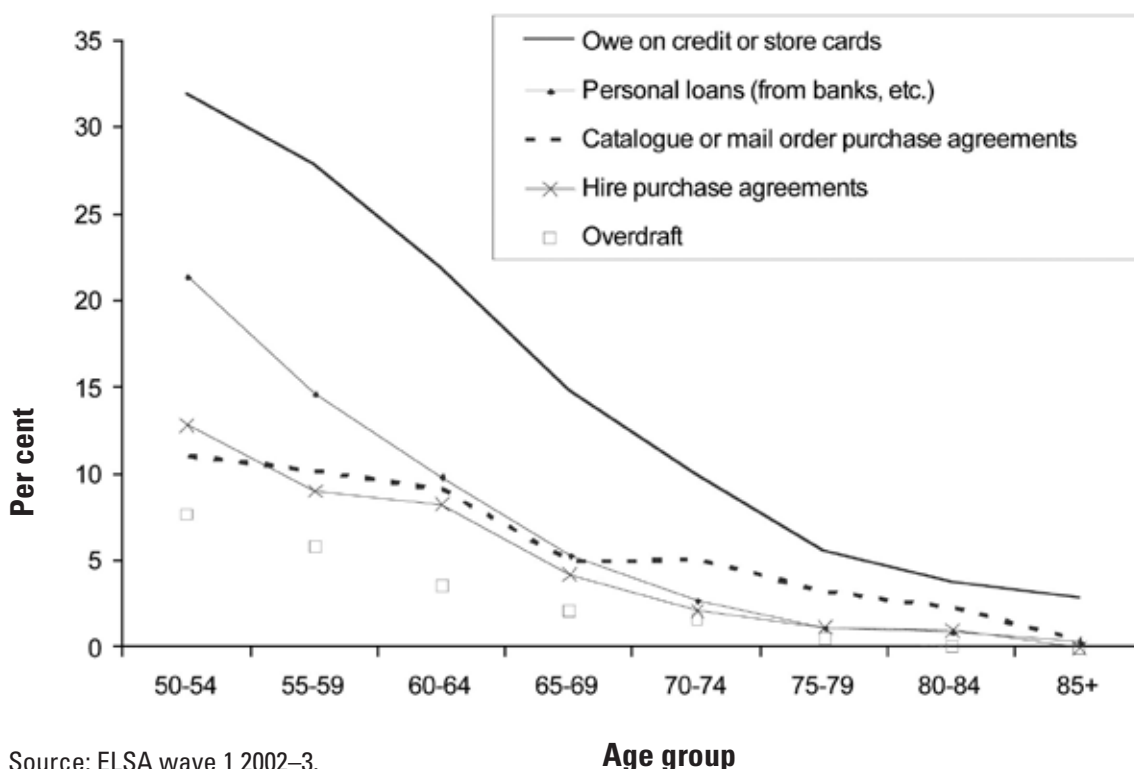 35
30
25
20
15
10
5
0
Per cent
Owe on credit or store cards
Personal loans (from banks, etc.)
Catalogue or mail order purchase agreements
Hire purchase agreements
Overdraft
50-54 55-59 60-64 65-69 70-74 75-79 80-84 85+
Age group
Source: ELSA wave 1 2002–3.